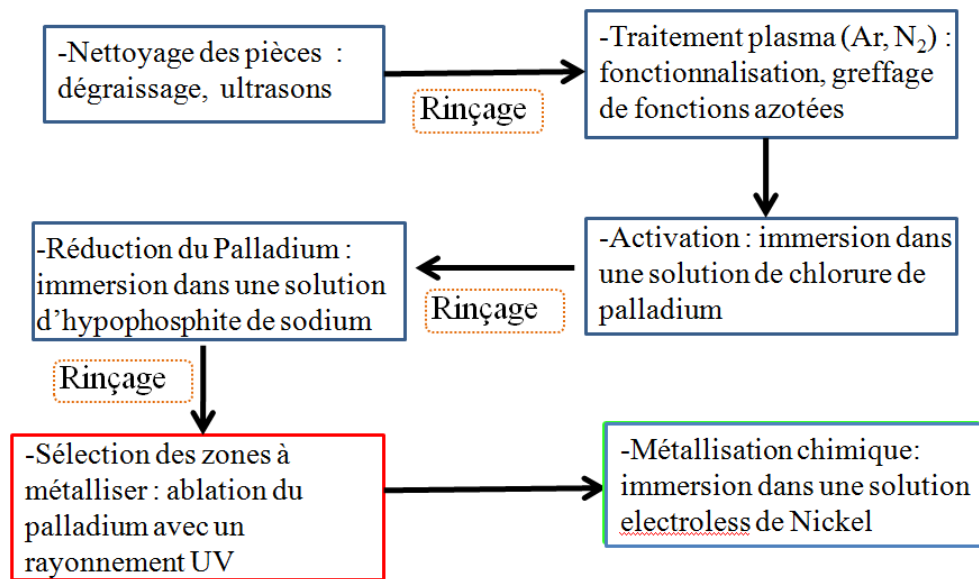 -Nettoyage des pièces :
dégraissage, ultrasons
Rinçage
-Traitement plasma (Ar, N₂) :
fonctionnalisation, greffage
de fonctions azotées
-Activation : immersion dans
une solution de chlorure de
palladium
Rinçage
-Réduction du Palladium :
immersion dans une solution
d'hypophosphite de sodium
Rinçage
-Sélection des zones à
métalliser : ablation du
palladium avec un
rayonnement UV
-Métallisation chimique:
immersion dans une solution
electroless de Nickel